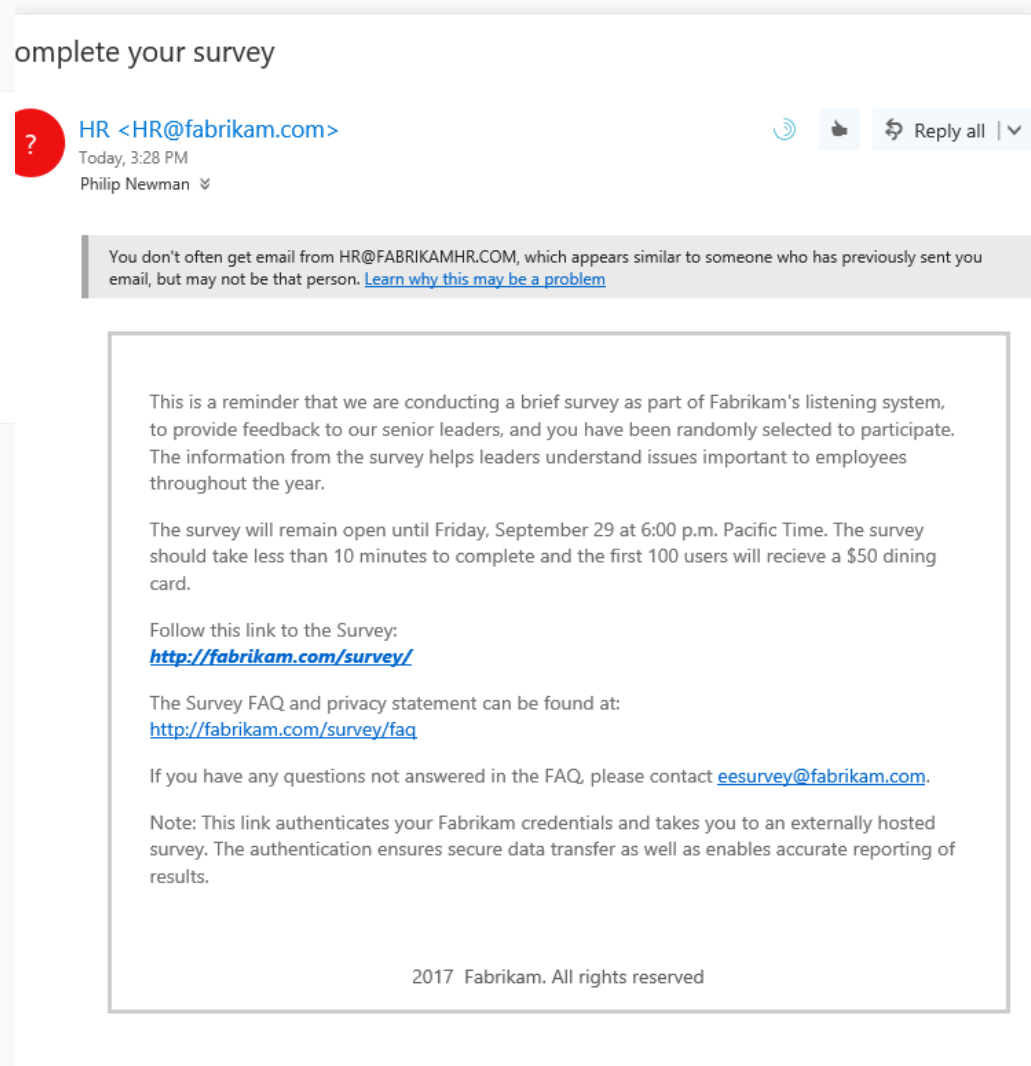 omplete your survey
?
HR <HR@fabrikam.com>
Reply all
Today, 3:28 PM
Philip Newman
You don't often get email from HR@FABRIKAMHR.COM, which appears similar to someone who has previously sent you
email, but may not be that person. Learn why this may be a problem
This is a reminder that we are conducting a brief survey as part of Fabrikam's listening system,
to provide feedback to our senior leaders, and you have been randomly selected to participate.
The information from the survey helps leaders understand issues important to employees
throughout the year.
The survey will remain open until Friday, September 29 at 6:00 p.m. Pacific Time. The survey
should take less than 10 minutes to complete and the first 100 users will recieve a $50 dining
card.
Follow this link to the Survey:
http://fabrikam.com/survey/
The Survey FAQ and privacy statement can be found at:
http://fabrikam.com/survey/faq
If you have any questions not answered in the FAQ, please contact eesurvey@fabrikam.com.
Note: This link authenticates your Fabrikam credentials and takes you to an externally hosted
survey. The authentication ensures secure data transfer as well as enables accurate reporting of
results.
2017 Fabrikam. All rights reserved